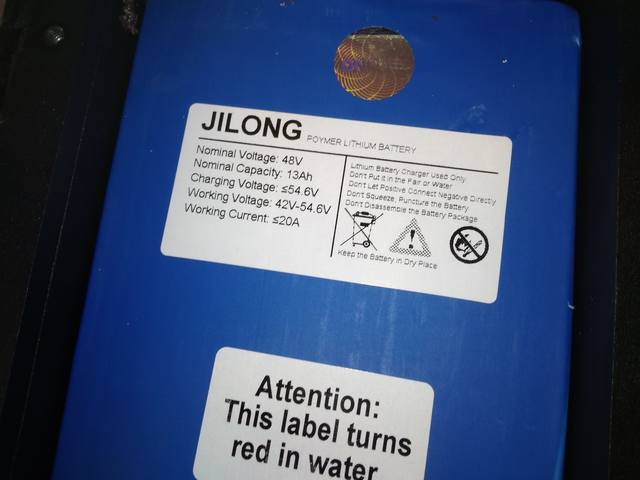 JILONG POYMER LITHIUM BATTERY
Nominal Voltage: 48V
Nominal Capacity: 13Ah
Charging Voltage: ≤54.6V
Working Voltage: 42V-54.6V
Working Current: ≤20A
Lithium Battery Charger Used Only
Don't Put it in the Fair or Water
Don't Let Positive Connect Negative Directly
Don't Squeeze, Puncture the Battery
Don't Disassemble the Battery Package
Keep the Battery in Dry Place
Attention:
This label turns
red in water